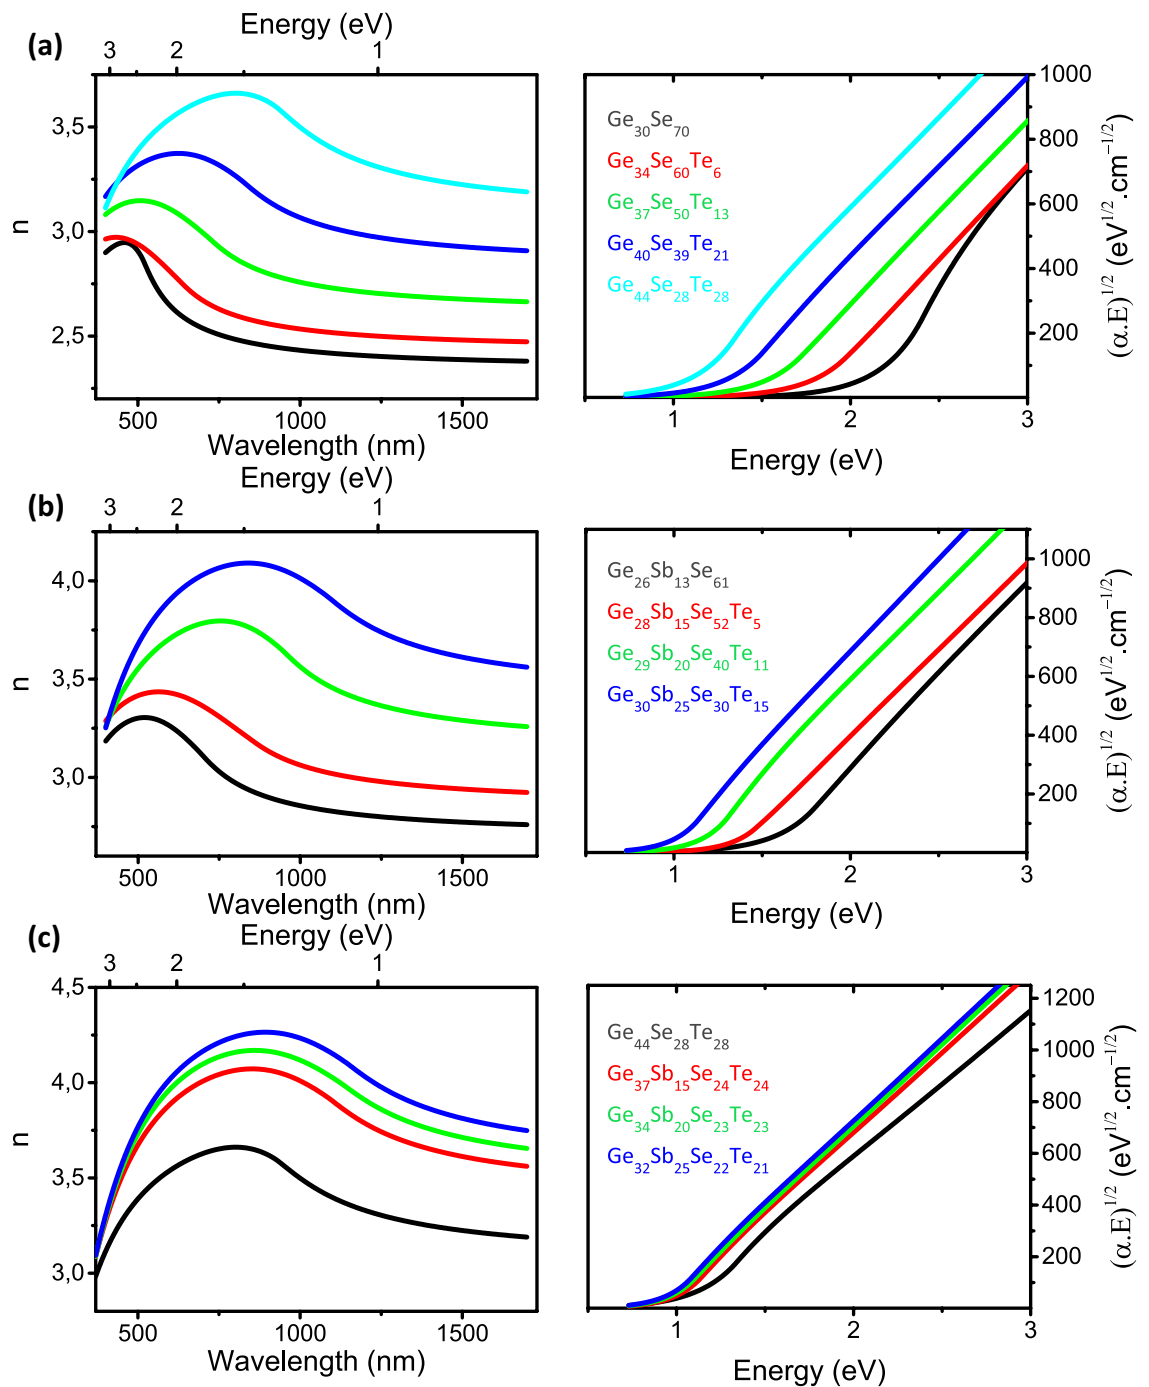 (a)
Energy (eV)
3 2 1
3,5
3,0
2,5
n
500 1000 1500
Wavelength (nm)
Ge30Se70
Ge34Se60Te6
Ge37Se50Te13
Ge40Se39Te21
Ge44Se28Te28
1000
800
600
400
200
(α.E)1/2 (eV1/2.cm−1/2)
1 2 3
Energy (eV)
(b)
Energy (eV)
3 2 1
4,0
3,5
3,0
n
500 1000 1500
Wavelength (nm)
Ge26Sb13Se61
Ge28Sb15Se52Te5
Ge29Sb20Se40Te11
Ge30Sb25Se30Te15
1000
800
600
400
200
(α.E)1/2 (eV1/2.cm−1/2)
1 2 3
Energy (eV)
(c)
Energy (eV)
3 2 1
4,5
4,0
3,5
3,0
n
500 1000 1500
Wavelength (nm)
Ge44Se28Te28
Ge37Sb15Se24Te24
Ge34Sb20Se23Te23
Ge32Sb25Se22Te21
1200
1000
800
600
400
200
(α.E)1/2 (eV1/2.cm−1/2)
1 2 3
Energy (eV)